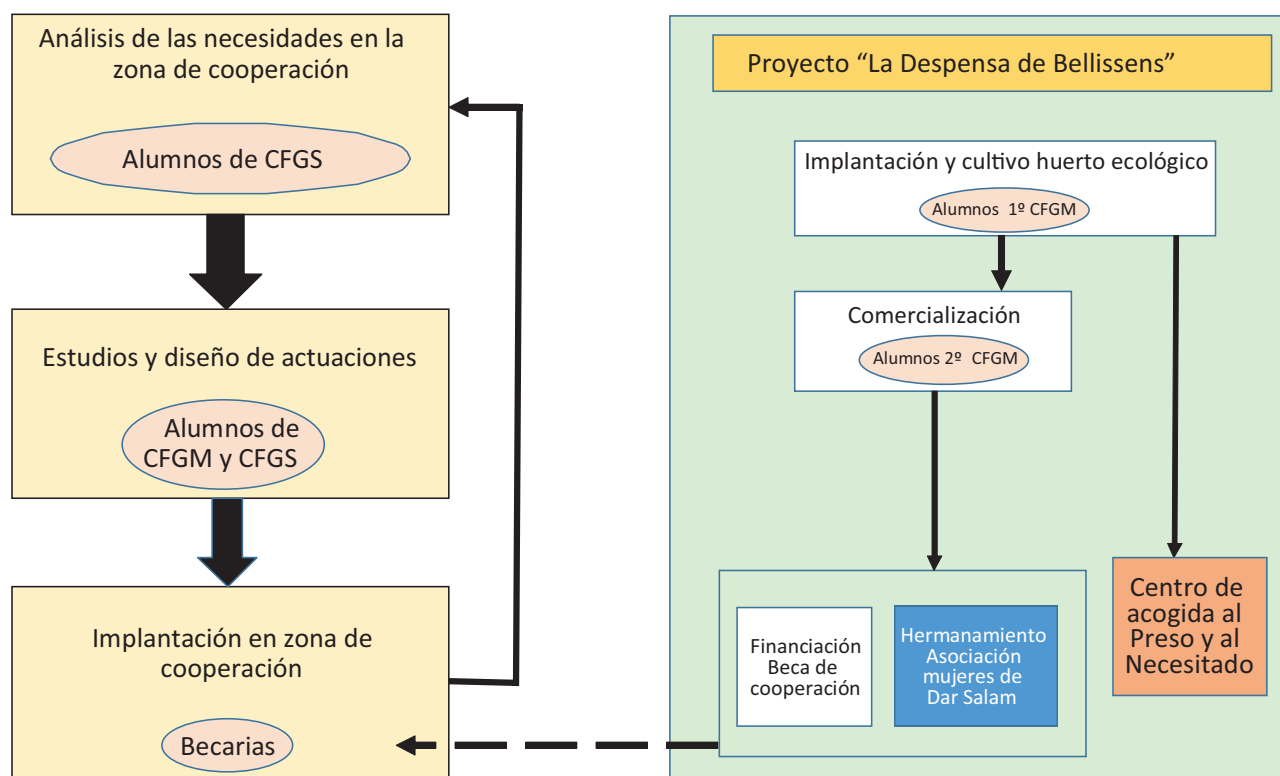 Análisis de las necesidades en la
zona de cooperación
Alumnos de CFGS
Estudios y diseño de actuaciones
Alumnos de
CFGM y CFGS
Implantación en zona de
cooperación
Becarias
Proyecto “La Despensa de Bellissens”
Implantación y cultivo huerto ecológico
Alumnos 1º CFGM
Comercialización
Alumnos 2º CFGM
Financiación
Beca de
cooperación
Hermanamiento
Asociación
mujeres de
Dar Salam
Centro de
acogida al
Preso y al
Necesitado